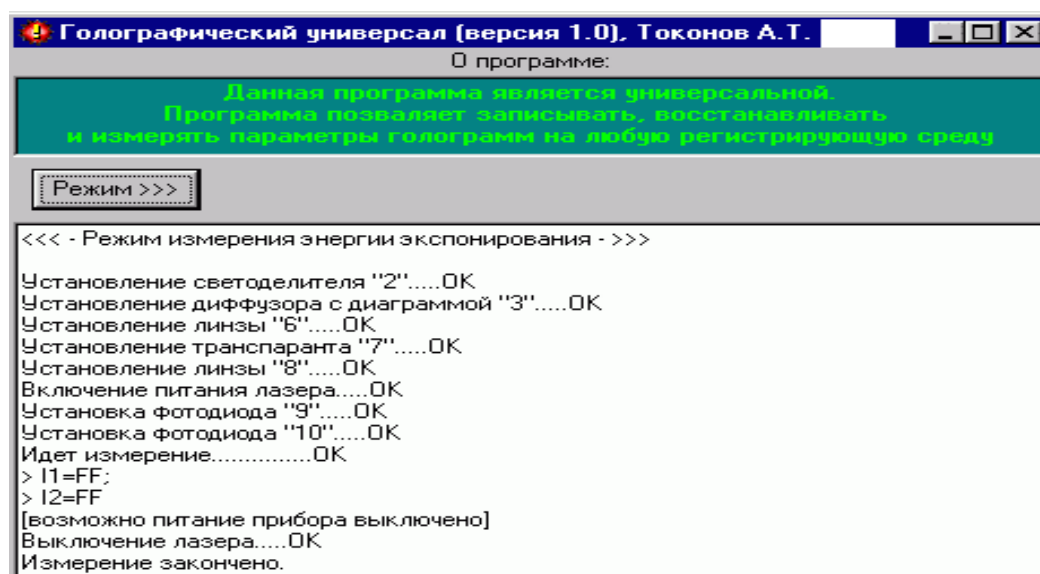 Голографический универсал (версия 1.0), Токонов А.Т.
О программе:
Данная программа является универсальной.
Программа позваляет записывать, восстанавливать
и измерять параметры голограмм на любую регистрирующую среду
Режим >>>
<<< - Режим измерения энергии экспонирования - >>>
Установление светоделителя "2".....OK
Установление диффузора с диаграммой "3".....OK
Установление линзы "6".....OK
Установление транспаранта "7".....OK
Установление линзы "8".....OK
Включение питания лазера.....OK
Установка фотодиода "9".....OK
Установка фотодиода "10".....OK
Идет измерение...............OK
> I1=FF;
> I2=FF
[возможно питание прибора выключено]
Выключение лазера.....OK
Измерение закончено.